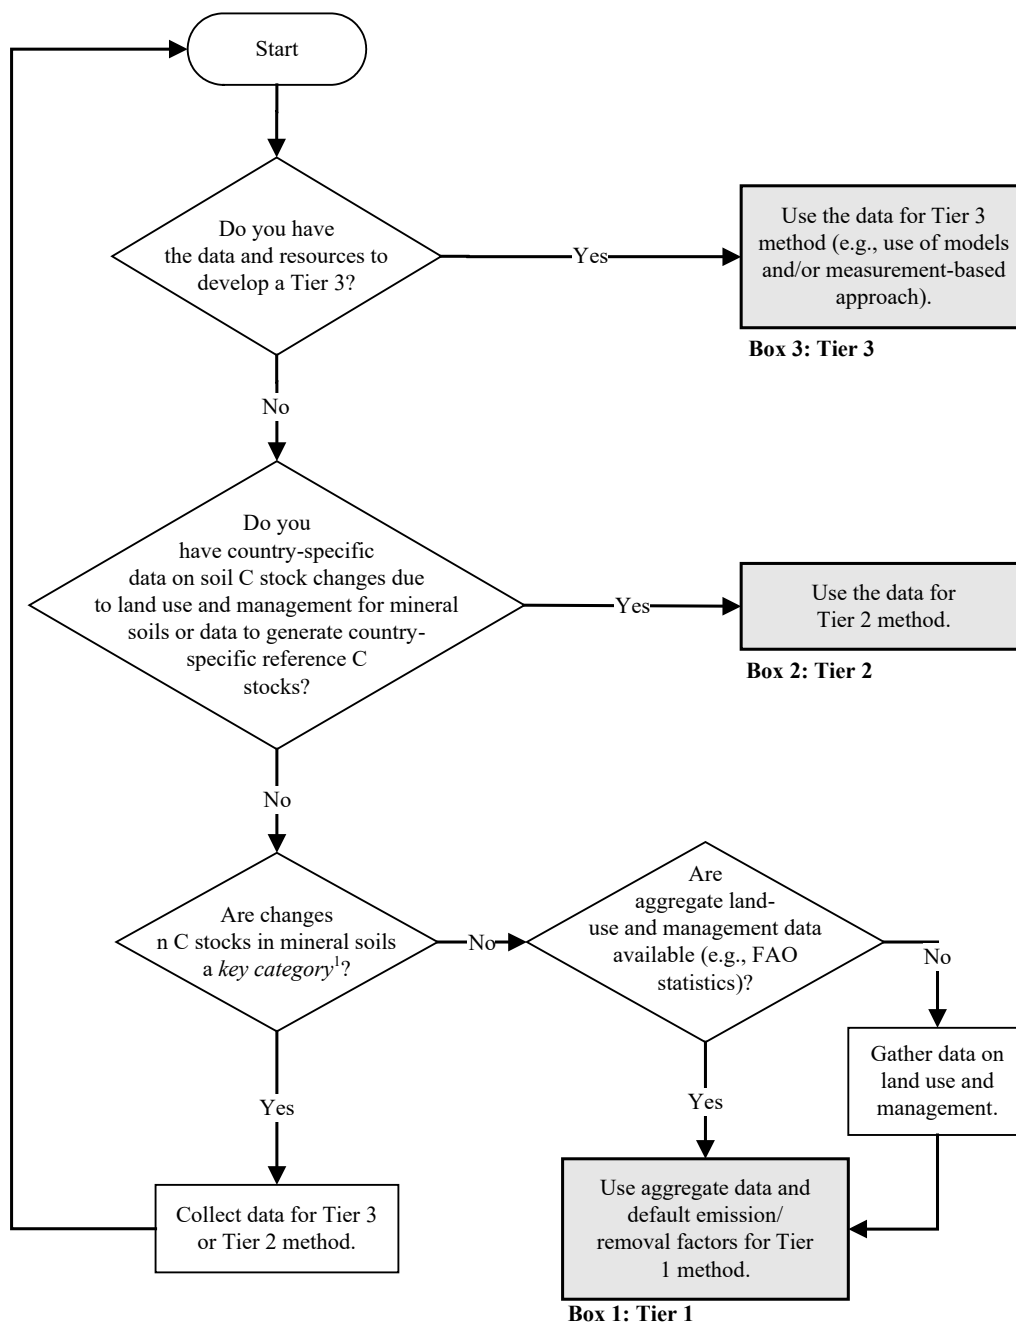 Start
Do you have
the data and resources to
develop a Tier 3?
Yes
Use the data for Tier 3
method (e.g., use of models
and/or measurement-based
approach).
Box 3: Tier 3
No
Do you
have country-specific
data on soil C stock changes due
to land use and management for mineral
soils or data to generate country-
specific reference C
stocks?
Yes
Use the data for
Tier 2 method.
Box 2: Tier 2
No
Are changes
n C stocks in mineral soils
a key category¹?
No
Are
aggregate land-
use and management data
available (e.g., FAO
statistics)?
No
Gather data on
land use and
management.
Yes
Yes
Collect data for Tier 3
or Tier 2 method.
Use aggregate data and
default emission/
removal factors for Tier
1 method.
Box 1: Tier 1